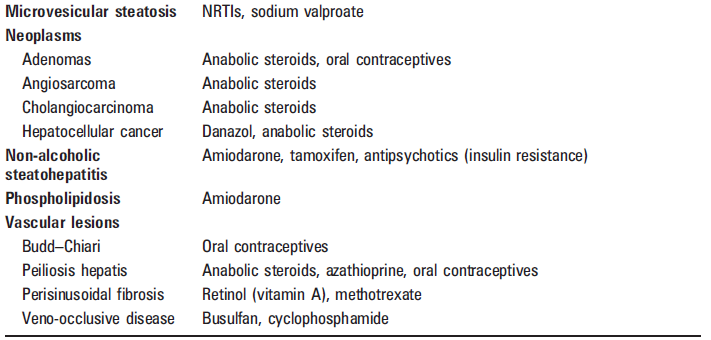 Microvesicular steatosis NRTIs, sodium valproate
Neoplasms
Adenomas Anabolic steroids, oral contraceptives
Angiosarcoma Anabolic steroids
Cholangiocarcinoma Anabolic steroids
Hepatocellular cancer Danazol, anabolic steroids
Non-alcoholic Amiodarone, tamoxifen, antipsychotics (insulin resistance)
steatohepatitis
Phospholipidosis Amiodarone
Vascular lesions
Budd–Chiari Oral contraceptives
Peiliosis hepatis Anabolic steroids, azathioprine, oral contraceptives
Perisinusoidal fibrosis Retinol (vitamin A), methotrexate
Veno-occlusive disease Busulfan, cyclophosphamide